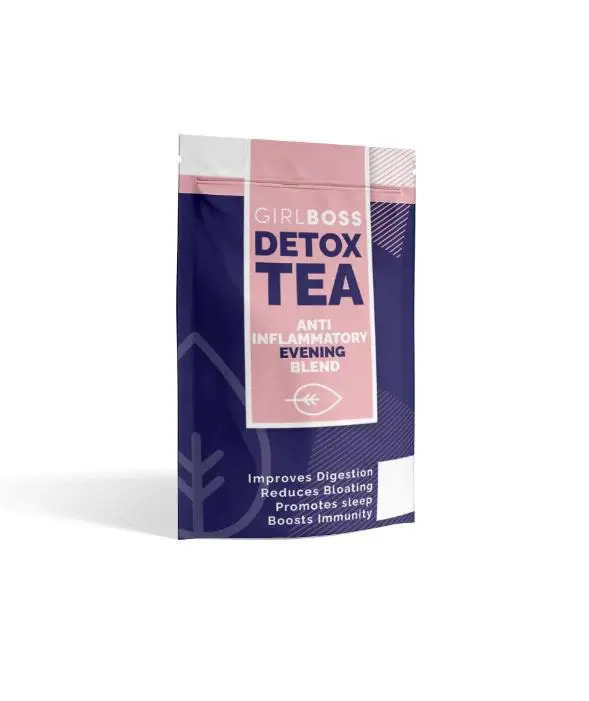 GIRLBOSS
DETOX
TEA
ANTI
INFLAMMATORY
EVENING
BLEND
Improves Digestion
Reduces Bloating
Promotes sleep
Boosts Immunity